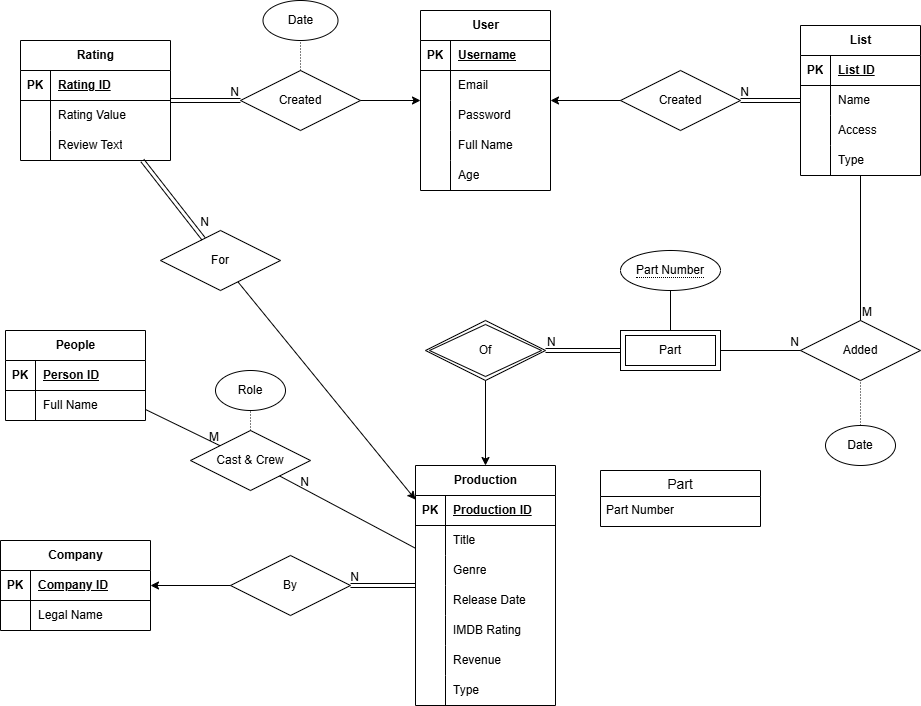 Date
User
PK Username
Email
Password
Full Name
Age
Rating
PK Rating ID
Rating Value
Review Text
N
Created
List
PK List ID
Name
Access
Type
Created
N
N
For
Part Number
M
Of
N
Part
N
Added
Date
People
PK Person ID
Full Name
Role
M
Cast & Crew
N
Production
PK Production ID
Title
Genre
Release Date
IMDB Rating
Revenue
Type
Part
Part Number
Company
PK Company ID
Legal Name
By
N